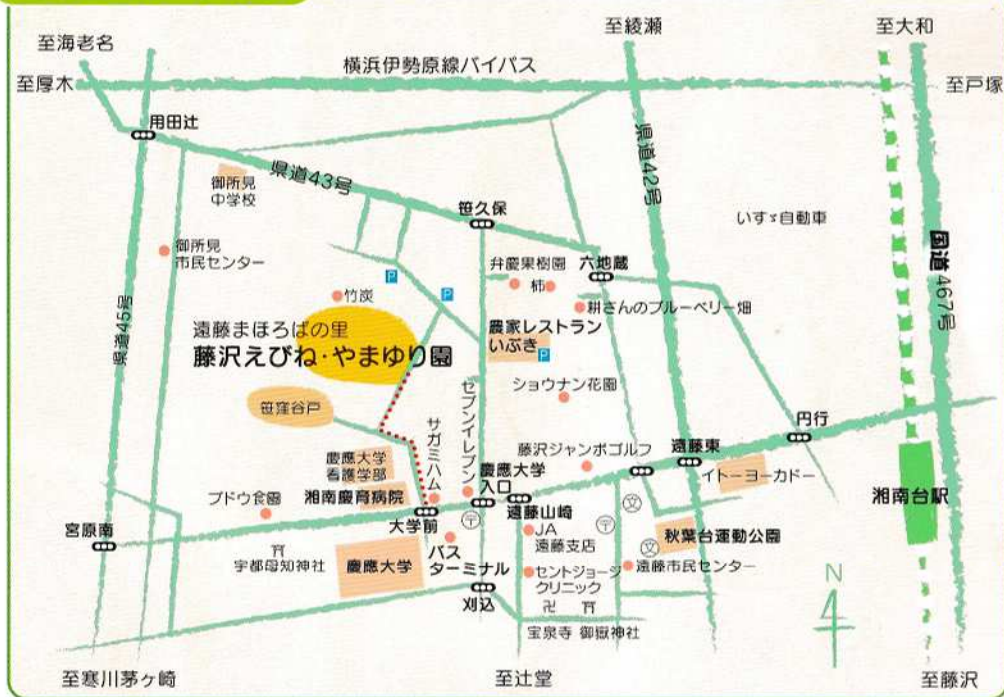 至海老名
至綾瀬
至大和
至厚木
横浜伊勢原線バイパス
至戸塚
用田辻
県道43号
県道42号
御所見
中学校
笹久保
いすゞ自動車
国道467号
御所見
市民センター
弁慶果樹園
六地蔵
柿
P
P
竹炭
耕さんのブルーベリー畑
県道45号
遠藤まほろばの里
藤沢えびね・やまゆり園
農家レストラン
いぶき
P
セブンイレブン
ショウナン花園
笹窪谷戸
サガミハム
円行
藤沢ジャンボゴルフ
遠藤東
慶應大学
看護学部
慶應大学
入口
イトーヨーカドー
湘南慶育病院
湘南台駅
ブドウ食園
大学前
〒
遠藤山崎
文
宮原南
JA
遠藤支店
〒
秋葉台運動公園
バス
ターミナル
文
宇都母知神社
慶應大学
セントジョージ
クリニック
遠藤市民センター
N
刈込
卍
宝泉寺
御嶽神社
至寒川茅ヶ崎
至辻堂
至藤沢